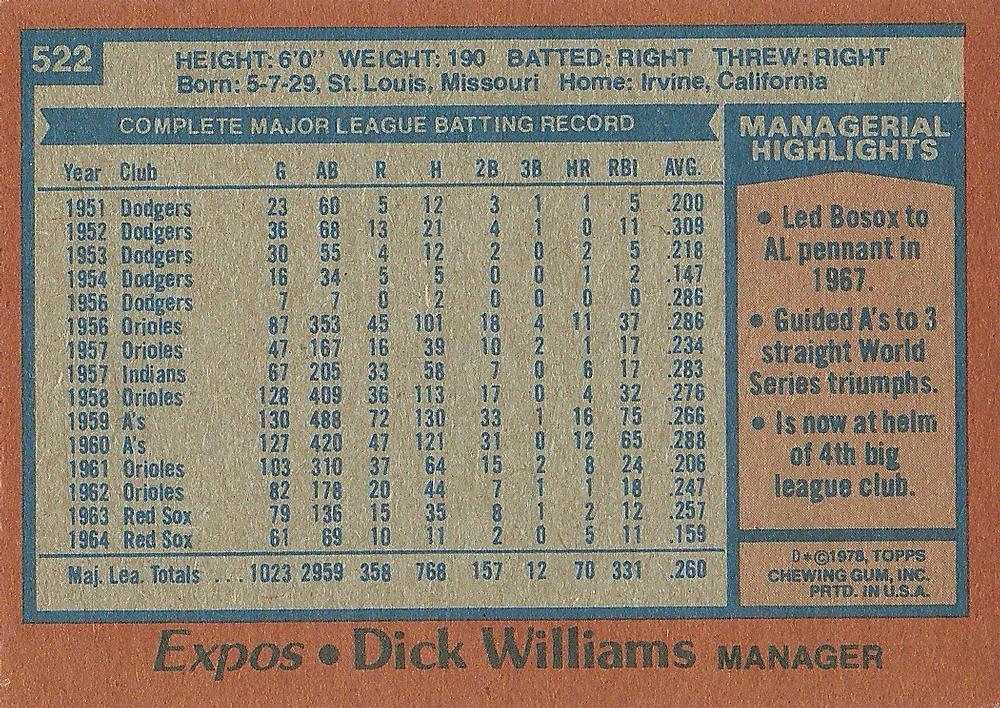 522
HEIGHT: 6'0" WEIGHT: 190 BATTED: RIGHT THREW: RIGHT
Born: 5-7-29, St. Louis, Missouri Home: Irvine, California
COMPLETE MAJOR LEAGUE BATTING RECORD
Year Club G AB R H 2B 3B HR RBI AVG.
1951 Dodgers 23 60 5 12 3 1 1 5 .200
1952 Dodgers 36 68 13 21 4 1 0 11 .309
1953 Dodgers 30 55 4 12 2 0 2 5 .218
1954 Dodgers 16 34 5 5 0 0 1 2 .147
1956 Dodgers 7 7 0 2 0 0 0 0 .286
1956 Orioles 87 353 45 101 18 4 11 37 .286
1957 Orioles 47 167 16 39 10 2 1 17 .234
1957 Indians 67 205 33 58 7 0 6 17 .283
1958 Orioles 128 409 36 113 17 0 4 32 .276
1959 A's 130 488 72 130 33 1 16 75 .266
1960 A's 127 420 47 121 31 0 12 65 .288
1961 Orioles 103 310 37 64 15 2 8 24 .206
1962 Orioles 82 178 20 44 7 1 1 18 .247
1963 Red Sox 79 136 15 35 8 1 2 12 .257
1964 Red Sox 61 69 10 11 2 0 5 11 .159
Maj. Lea. Totals ... 1023 2959 358 768 157 12 70 331 .260
MANAGERIAL
HIGHLIGHTS
• Led Bosox to
AL pennant in
1967.
• Guided A's to 3
straight World
Series triumphs.
• Is now at helm
of 4th big
league club.
D*©1978, TOPPS
CHEWING GUM, INC.
PRTD. IN U.S.A.
Expos • Dick Williams MANAGER